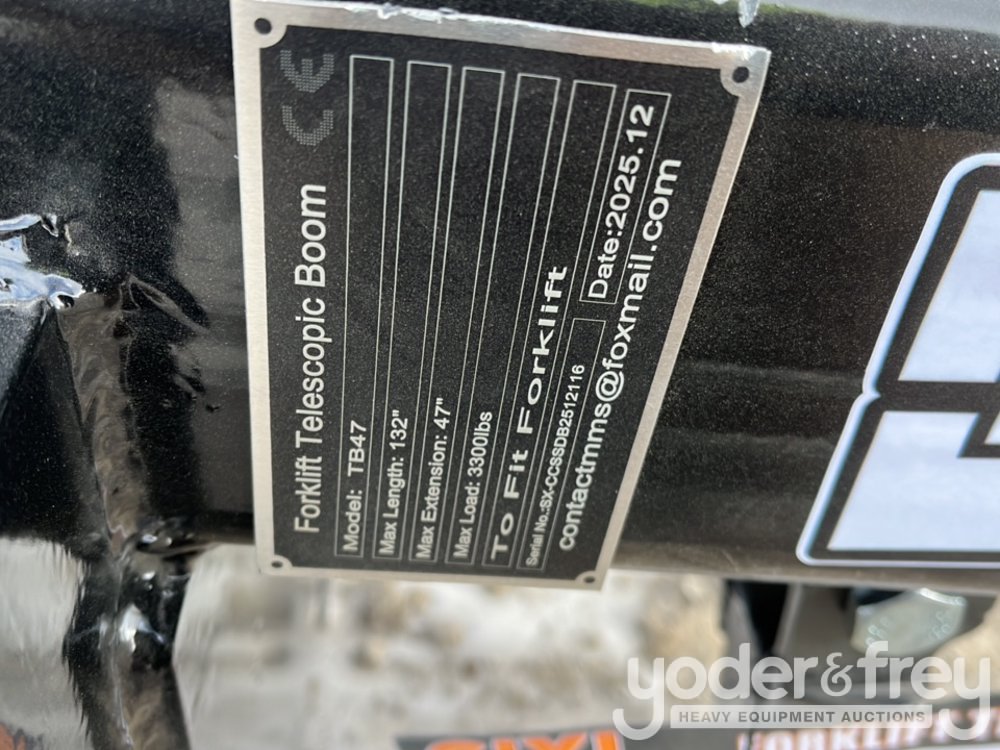 CE
Forklift Telescopic Boom
Model: TB47
Max Length: 132"
Max Extension: 47"
Max Load: 3300lbs
To Fit Forklift
Serial No.:SX-CCSSDB2512116
Date:2025.12
contactmms@foxmail.com
yoder&frey
HEAVY EQUIPMENT AUCTIONS